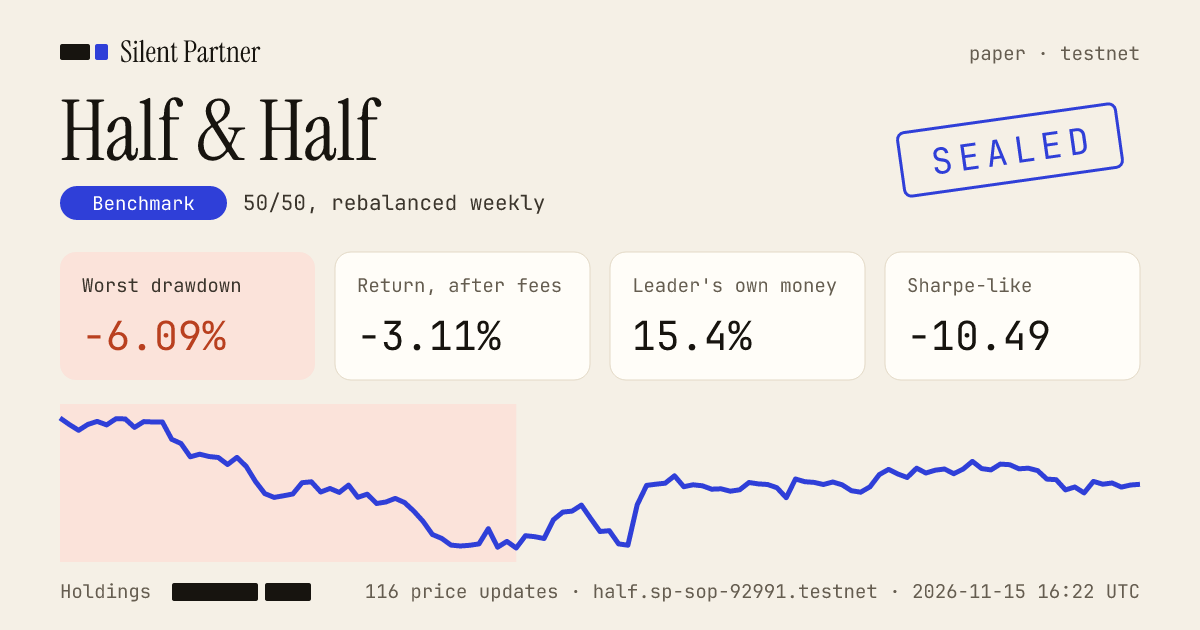 Silent Partner
paper · testnet
Half & Half
SEALED
Benchmark
50/50, rebalanced weekly
Worst drawdown
-6.09%
Return, after fees
-3.11%
Leader's own money
15.4%
Sharpe-like
-10.49
Holdings
116 price updates · half.sp-sop-92991.testnet · 2026-11-15 16:22 UTC